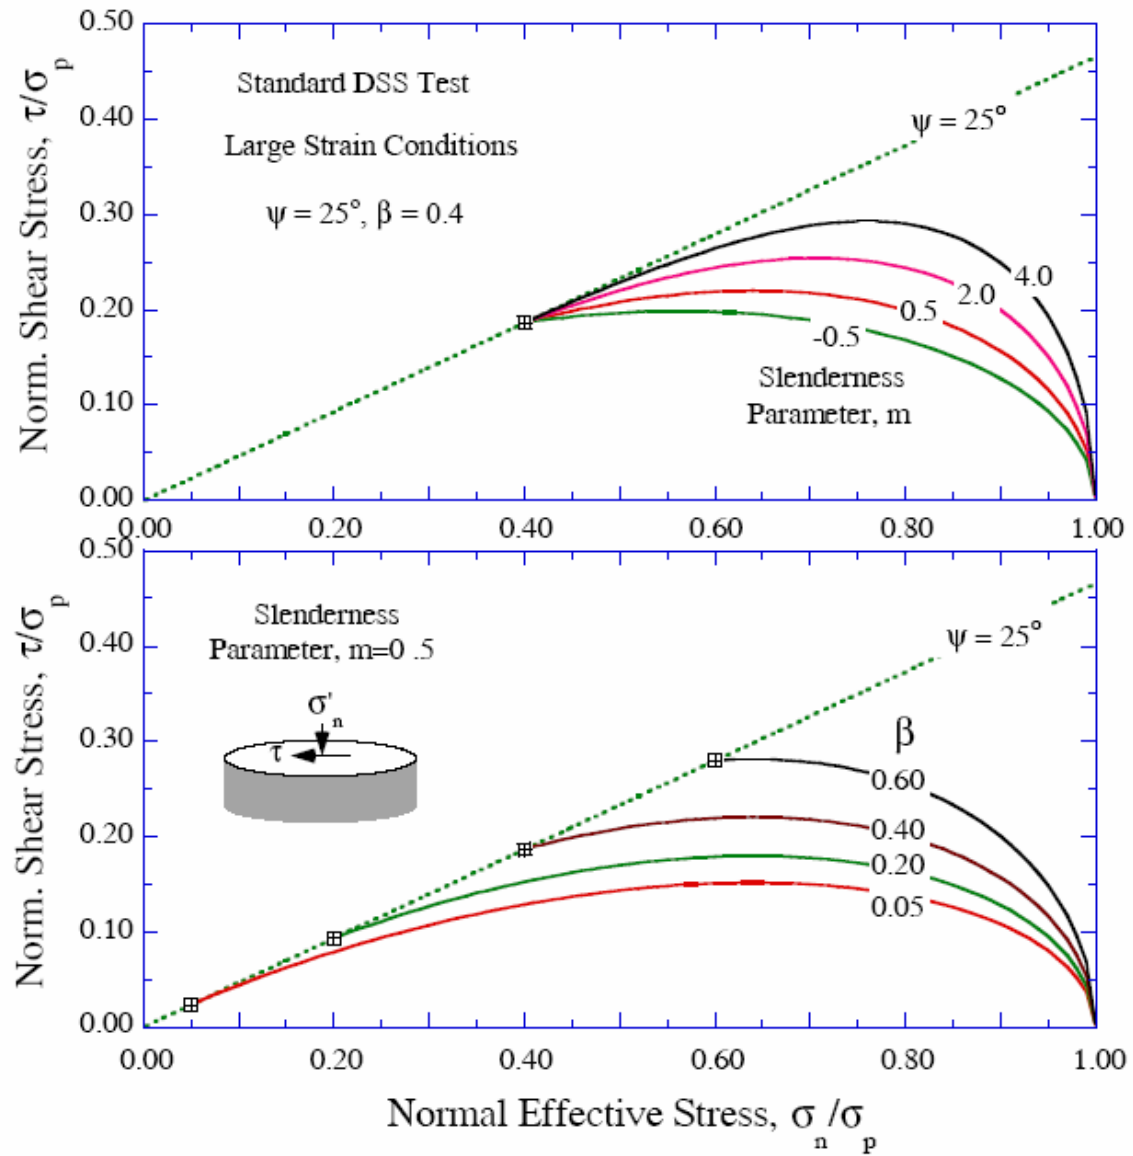 Norm. Shear Stress, τ/σp
0.50
0.40
0.30
0.20
0.10
0.00
Standard DSS Test
Large Strain Conditions
ψ = 25°, β = 0.4
ψ = 25°
4.0
2.0
0.5
-0.5
Slenderness
Parameter, m
0.00 0.20 0.40 0.60 0.80 1.00
Norm. Shear Stress, τ/σp
0.50
0.40
0.30
0.20
0.10
0.00
Slenderness
Parameter, m=0 .5
σ'n
τ
ψ = 25°
β
0.60
0.40
0.20
0.05
0.00 0.20 0.40 0.60 0.80 1.00
Normal Effective Stress, σn/σp